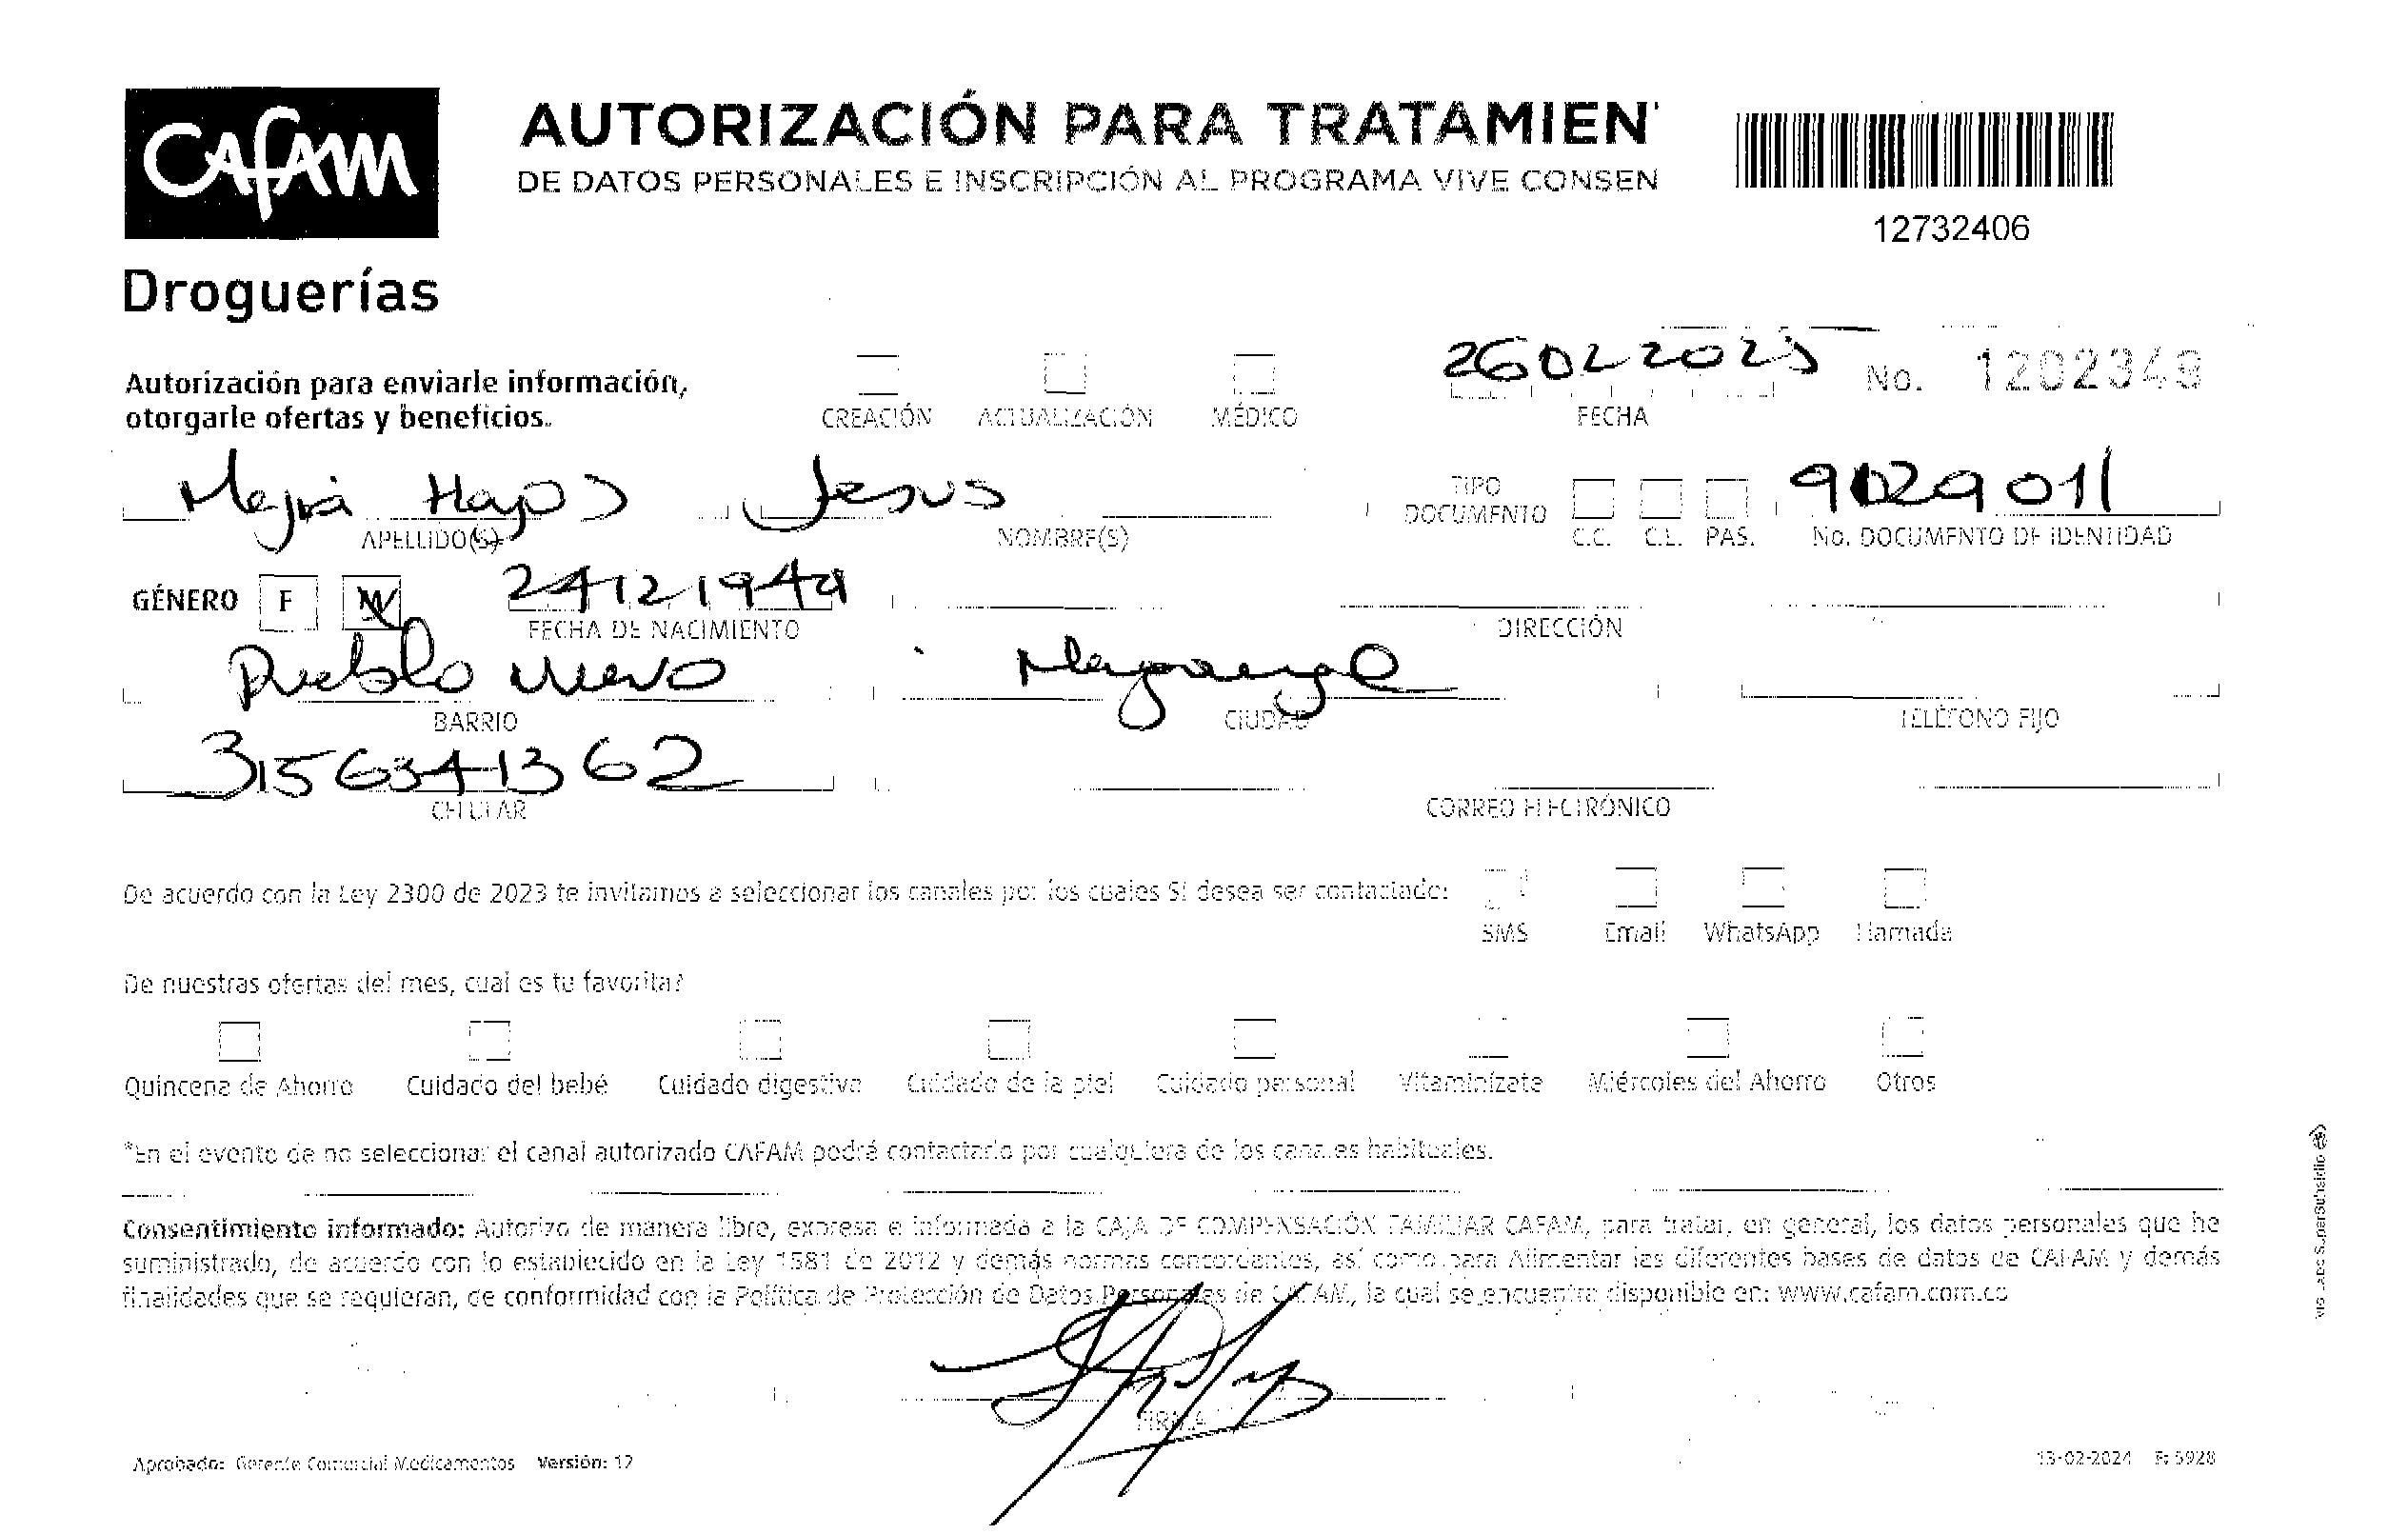 CAFAM
AUTORIZACIÓN PARA TRATAMIEN
DE DATOS PERSONALES E INSCRIPCIÓN AL PROGRAMA VIVE CONSEN
12732406
Droguerías
Autorización para enviarle información,
otorgarle ofertas y beneficios.
CREACIÓN ACTUALIZACIÓN MÉDICO
26022025
FECHA
No. 1202349
Mejia Jesus
APELLIDO(S) NOMBRE(S)
TIPO
DOCUMENTO
C.C. C.E. PAS.
9029011
No. DOCUMENTO DE IDENTIDAD
GÉNERO F M
24121949
FECHA DE NACIMIENTO DIRECCIÓN
Pueblo Nuevo
BARRIO CIUDAD TELÉFONO FIJO
3156341362
CELULAR CORREO ELECTRÓNICO
De acuerdo con la Ley 2300 de 2023 te invitamos a seleccionar los canales por los cuales SI desea ser contactado:
SMS Email WhatsApp Llamada
De nuestras ofertas del mes, cual es tu favorita?
Quincena de Ahorro Cuidado del bebé Cuidado digestivo Cuidado de la piel Cuidado personal Vitaminízate Miércoles del Ahorro Otros
*En el evento de no seleccionar el canal autorizado CAFAM podrá contactarlo por cualquiera de los canales habituales.
Consentimiento informado: Autorizo de manera libre, expresa e informada a la CAJA DE COMPENSACIÓN FAMILIAR CAFAM, para tratar, en general, los datos personales que he
suministrado, de acuerdo con lo establecido en la Ley 1581 de 2012 y demás normas concordantes, así como para Alimentar las diferentes bases de datos de CAFAM y demás
finalidades que se requieran, de conformidad con la Política de Protección de Datos Personales de CAFAM, la cual se encuentra disponible en: www.cafam.com.co
FIRMA
Aprobado: Gerente Comercial Medicamentos Versión: 12
13-02-2024 F: 5928
VIGILADO SuperSubsidio